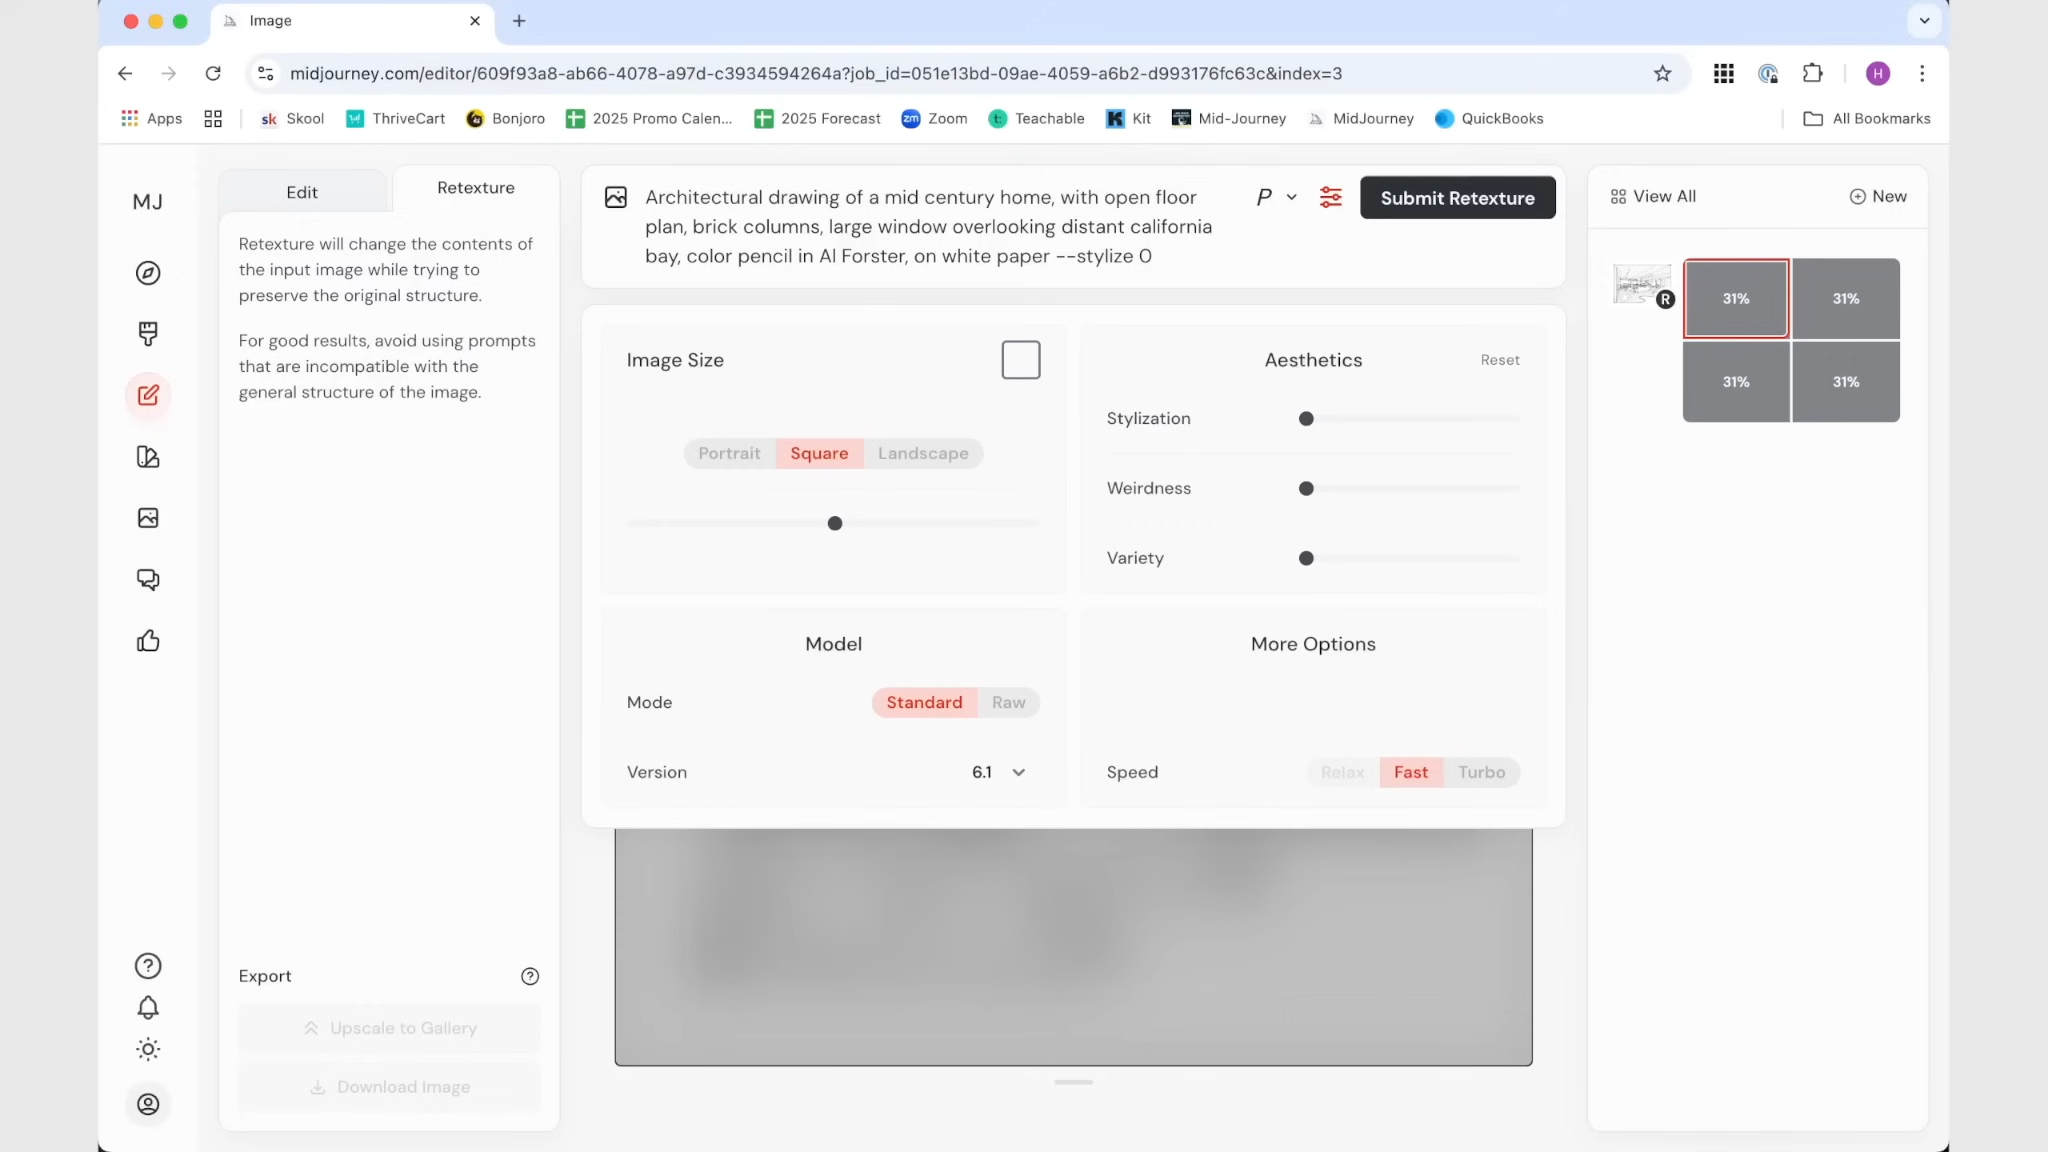 Image
midjourney.com/editor/609f93a8-ab66-4078-a97d-c3934594264a?job_id=051e13bd-09ae-4059-a6b2-d993176fc63c&index=3
H
Apps
sk Skool
ThriveCart
Bonjoro
2025 Promo Calen...
2025 Forecast
zm Zoom
t: Teachable
K Kit
Mid-Journey
MidJourney
QuickBooks
All Bookmarks
MJ
Edit
Retexture
Retexture will change the contents of
the input image while trying to
preserve the original structure.
For good results, avoid using prompts
that are incompatible with the
general structure of the image.
Export
Upscale to Gallery
Download Image
Architectural drawing of a mid century home, with open floor
plan, brick columns, large window overlooking distant california
bay, color pencil in Al Forster, on white paper --stylize 0
P
Submit Retexture
Image Size
Portrait Square Landscape
Aesthetics
Reset
Stylization
Weirdness
Variety
Model
Mode
Standard Raw
Version
6.1
More Options
Speed
Relax Fast Turbo
View All
New
R
31% 31%
31% 31%